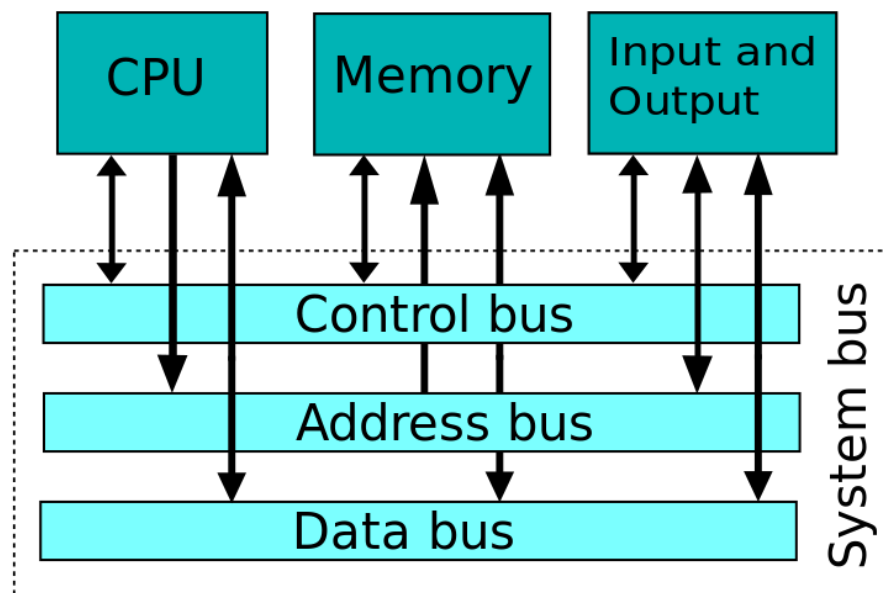 CPU
Memory
Input and
Output
Control bus
Address bus
Data bus
System bus